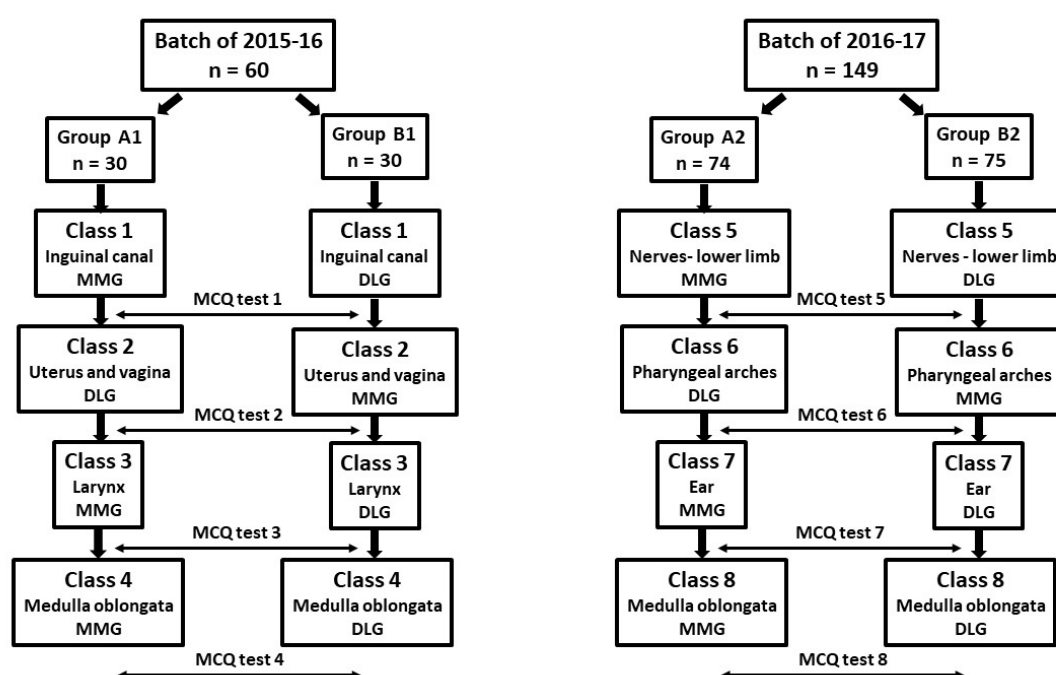 Batch of 2015-16
n = 60
Group A1
n = 30
Group B1
n = 30
Class 1
Inguinal canal
MMG
Class 1
Inguinal canal
DLG
MCQ test 1
Class 2
Uterus and vagina
DLG
Class 2
Uterus and vagina
MMG
MCQ test 2
Class 3
Larynx
MMG
Class 3
Larynx
DLG
MCQ test 3
Class 4
Medulla oblongata
MMG
Class 4
Medulla oblongata
DLG
MCQ test 4
Batch of 2016-17
n = 149
Group A2
n = 74
Group B2
n = 75
Class 5
Nerves- lower limb
MMG
Class 5
Nerves - lower limb
DLG
MCQ test 5
Class 6
Pharyngeal arches
DLG
Class 6
Pharyngeal arches
MMG
MCQ test 6
Class 7
Ear
MMG
Class 7
Ear
DLG
MCQ test 7
Class 8
Medulla oblongata
MMG
Class 8
Medulla oblongata
DLG
MCQ test 8